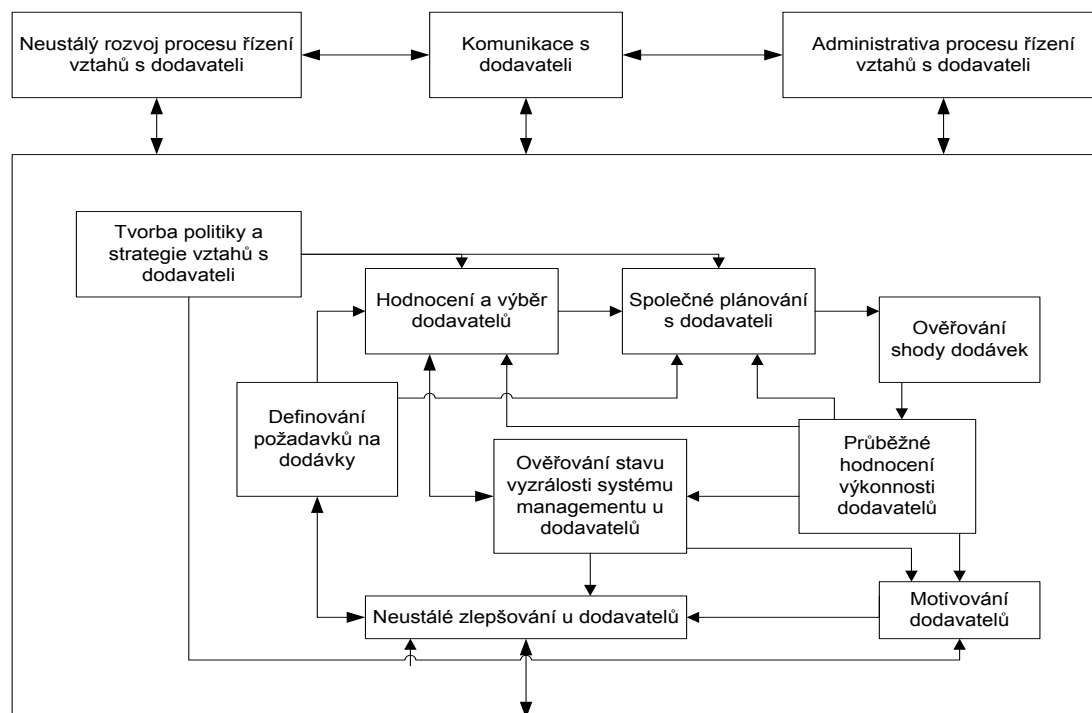 Neustálý rozvoj procesu řízení
vztahů s dodavateli
Komunikace s
dodavateli
Administrativa procesu řízení
vztahů s dodavateli
Tvorba politiky a
strategie vztahů s
dodavateli
Hodnocení a výběr
dodavatelů
Společné plánování
s dodavateli
Ověřování
shody dodávek
Definování
požadavků na
dodávky
Ověřování stavu
vyzrálosti systému
managementu u
dodavatelů
Průběžné
hodnocení
výkonnosti
dodavatelů
Neustálé zlepšování u dodavatelů
Motivování
dodavatelů